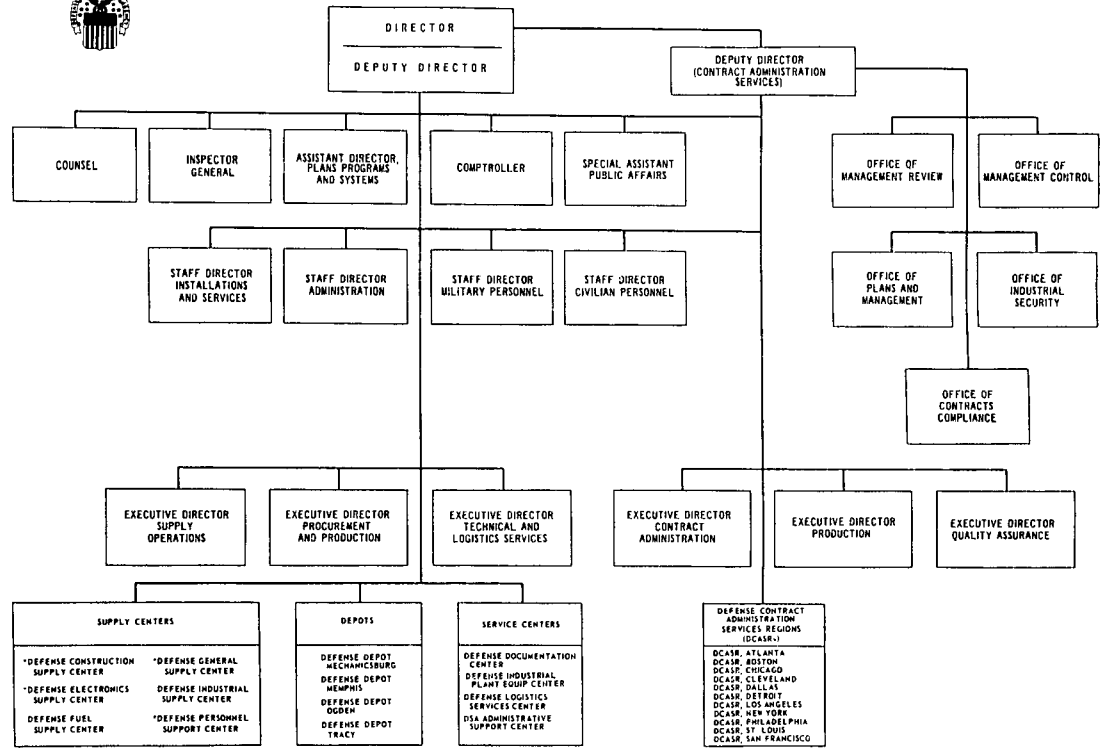 DIRECTOR
DEPUTY DIRECTOR
DEPUTY DIRECTOR
(CONTRACT ADMINISTRATION
SERVICES)
COUNSEL
INSPECTOR
GENERAL
ASSISTANT DIRECTOR,
PLANS PROGRAMS
AND SYSTEMS
COMPTROLLER
SPECIAL ASSISTANT
PUBLIC AFFAIRS
OFFICE OF
MANAGEMENT REVIEW
OFFICE OF
MANAGEMENT CONTROL
STAFF DIRECTOR
INSTALLATIONS
AND SERVICES
STAFF DIRECTOR
ADMINISTRATION
STAFF DIRECTOR
MILITARY PERSONNEL
STAFF DIRECTOR
CIVILIAN PERSONNEL
OFFICE OF
PLANS AND
MANAGEMENT
OFFICE OF
INDUSTRIAL
SECURITY
OFFICE OF
CONTRACTS
COMPLIANCE
EXECUTIVE DIRECTOR
SUPPLY
OPERATIONS
EXECUTIVE DIRECTOR
PROCUREMENT
AND PRODUCTION
EXECUTIVE DIRECTOR
TECHNICAL AND
LOGISTICS SERVICES
EXECUTIVE DIRECTOR
CONTRACT
ADMINISTRATION
EXECUTIVE DIRECTOR
PRODUCTION
EXECUTIVE DIRECTOR
QUALITY ASSURANCE
SUPPLY CENTERS
*DEFENSE CONSTRUCTION
SUPPLY CENTER
*DEFENSE ELECTRONICS
SUPPLY CENTER
DEFENSE FUEL
SUPPLY CENTER
*DEFENSE GENERAL
SUPPLY CENTER
DEFENSE INDUSTRIAL
SUPPLY CENTER
*DEFENSE PERSONNEL
SUPPORT CENTER
DEPOTS
DEFENSE DEPOT
MECHANICSBURG
DEFENSE DEPOT
MEMPHIS
DEFENSE DEPOT
OGDEN
DEFENSE DEPOT
TRACY
SERVICE CENTERS
DEFENSE DOCUMENTATION
CENTER
DEFENSE INDUSTRIAL
PLANT EQUIP CENTER
DEFENSE LOGISTICS
SERVICES CENTER
DSA ADMINISTRATIVE
SUPPORT CENTER
DEFENSE CONTRACT
ADMINISTRATION
SERVICES REGIONS
(DCASRs)
DCASR, ATLANTA
DCASR, BOSTON
DCASR, CHICAGO
DCASR, CLEVELAND
DCASR, DALLAS
DCASR, DETROIT
DCASR, LOS ANGELES
DCASR, NEW YORK
DCASR, PHILADELPHIA
DCASR, ST LOUIS
DCASR, SAN FRANCISCO